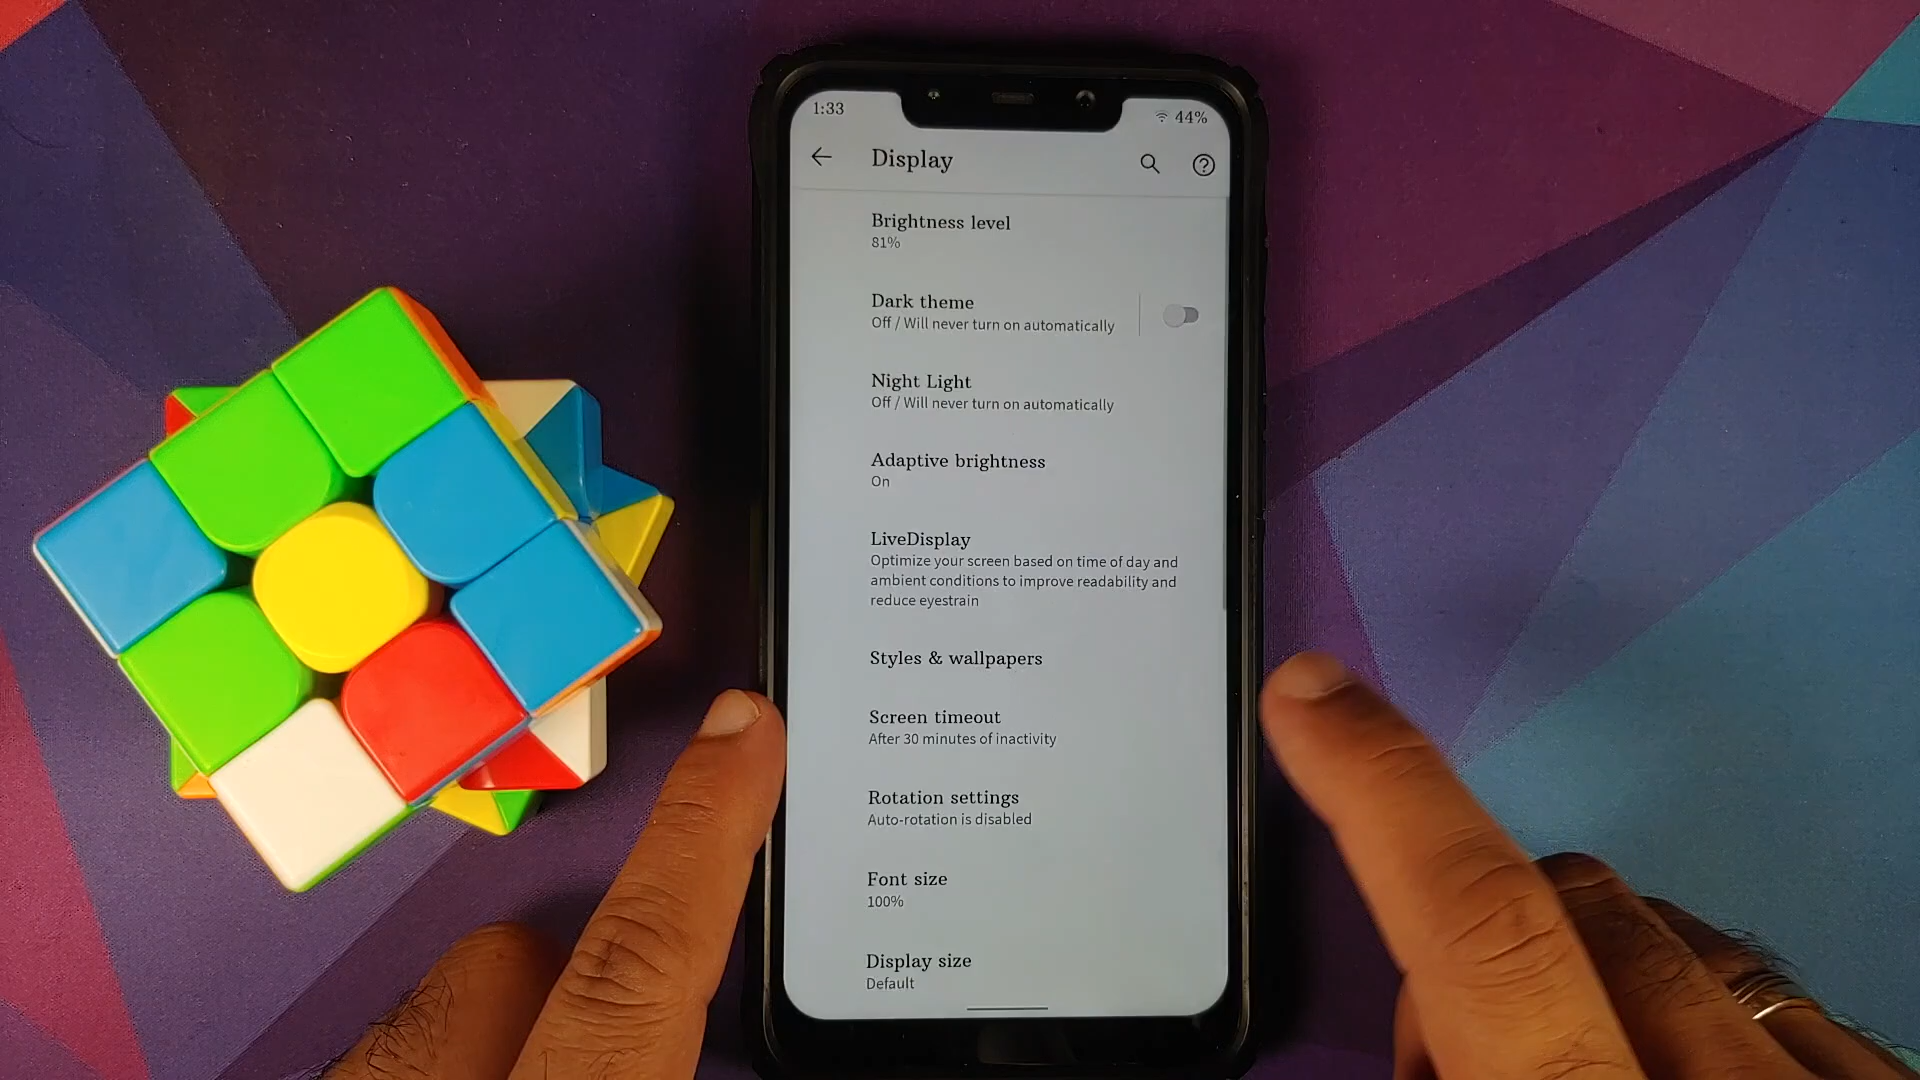 1:33
44%
Display
Brightness level
81%
Dark theme
Off / Will never turn on automatically
Night Light
Off / Will never turn on automatically
Adaptive brightness
On
LiveDisplay
Optimize your screen based on time of day and
ambient conditions to improve readability and
reduce eyestrain
Styles & wallpapers
Screen timeout
After 30 minutes of inactivity
Rotation settings
Auto-rotation is disabled
Font size
100%
Display size
Default